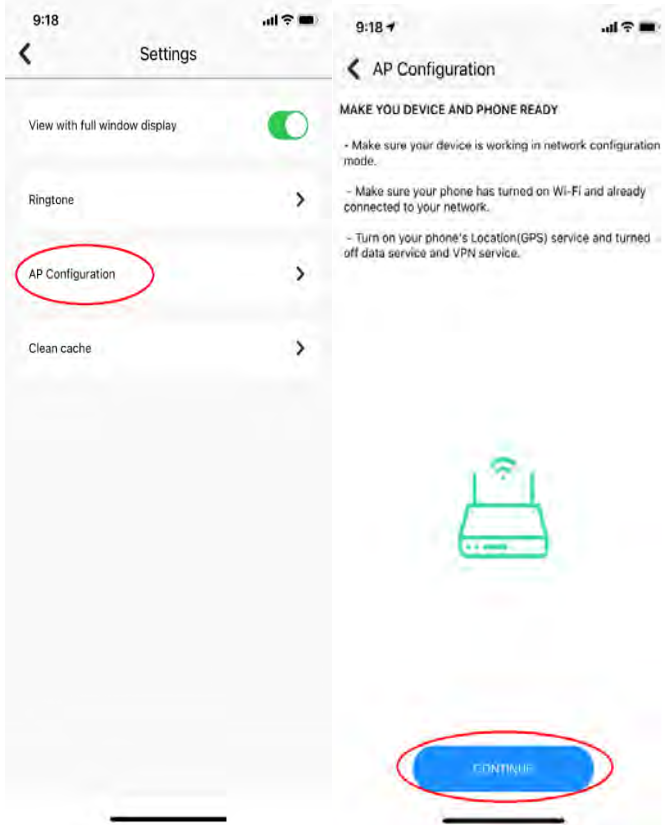 9:18
Settings
View with full window display
Ringtone
AP Configuration
Clean cache
9:18
AP Configuration
MAKE YOU DEVICE AND PHONE READY
- Make sure your device is working in network configuration
mode.
- Make sure your phone has turned on Wi-Fi and already
connected to your network.
- Turn on your phone's Location(GPS) service and turned
off data service and VPN service.
CONTINUE